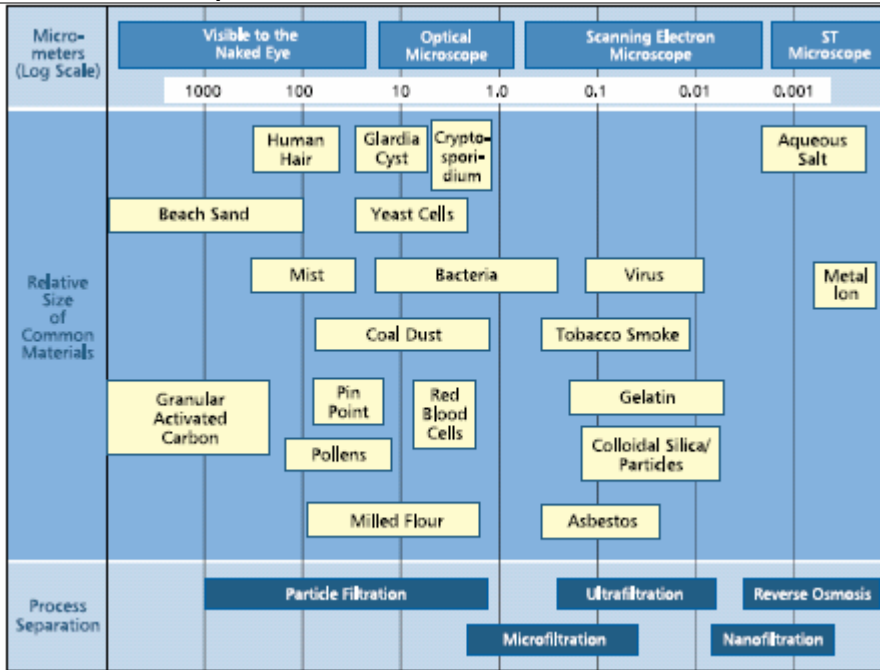 Micro-
meters
(Log Scale)
Visible to the
Naked Eye
Optical
Microscope
Scanning Electron
Microscope
ST
Microscope
1000
100
10
1.0
0.1
0.01
0.001
Relative
Size
of
Common
Materials
Human
Hair
Glardia
Cyst
Crypto-
spori-
dium
Aqueous
Salt
Beach Sand
Yeast Cells
Mist
Bacteria
Virus
Metal
Ion
Coal Dust
Tobacco Smoke
Granular
Activated
Carbon
Pin
Point
Red
Blood
Cells
Gelatin
Pollens
Colloidal Silica/
Particles
Milled Flour
Asbestos
Process
Separation
Particle Filtration
Ultrafiltration
Reverse Osmosis
Microfiltration
Nanofiltration